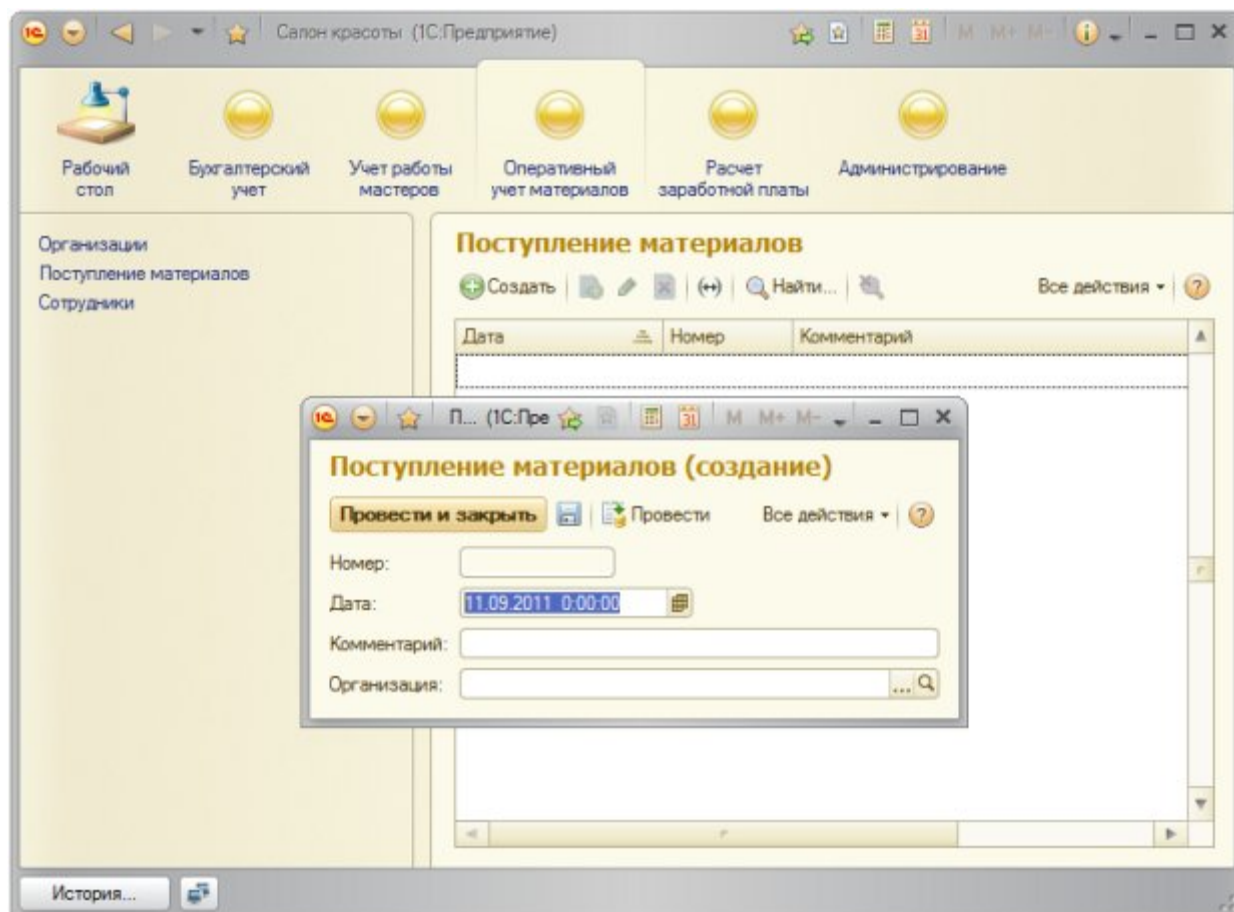 Салон красоты (1С:Предприятие)
31 M M+ M-
Рабочий стол
Бухгалтерский учет
Учет работы мастеров
Оперативный учет материалов
Расчет заработной платы
Администрирование
Организации
Поступление материалов
Сотрудники
Поступление материалов
Создать Найти... Все действия
Дата Номер Комментарий
П... (1С:Пре 31 M M+ M-
Поступление материалов (создание)
Провести и закрыть Провести Все действия
Номер:
Дата: 11.09.2011 0:00:00
Комментарий:
Организация: ...
История...